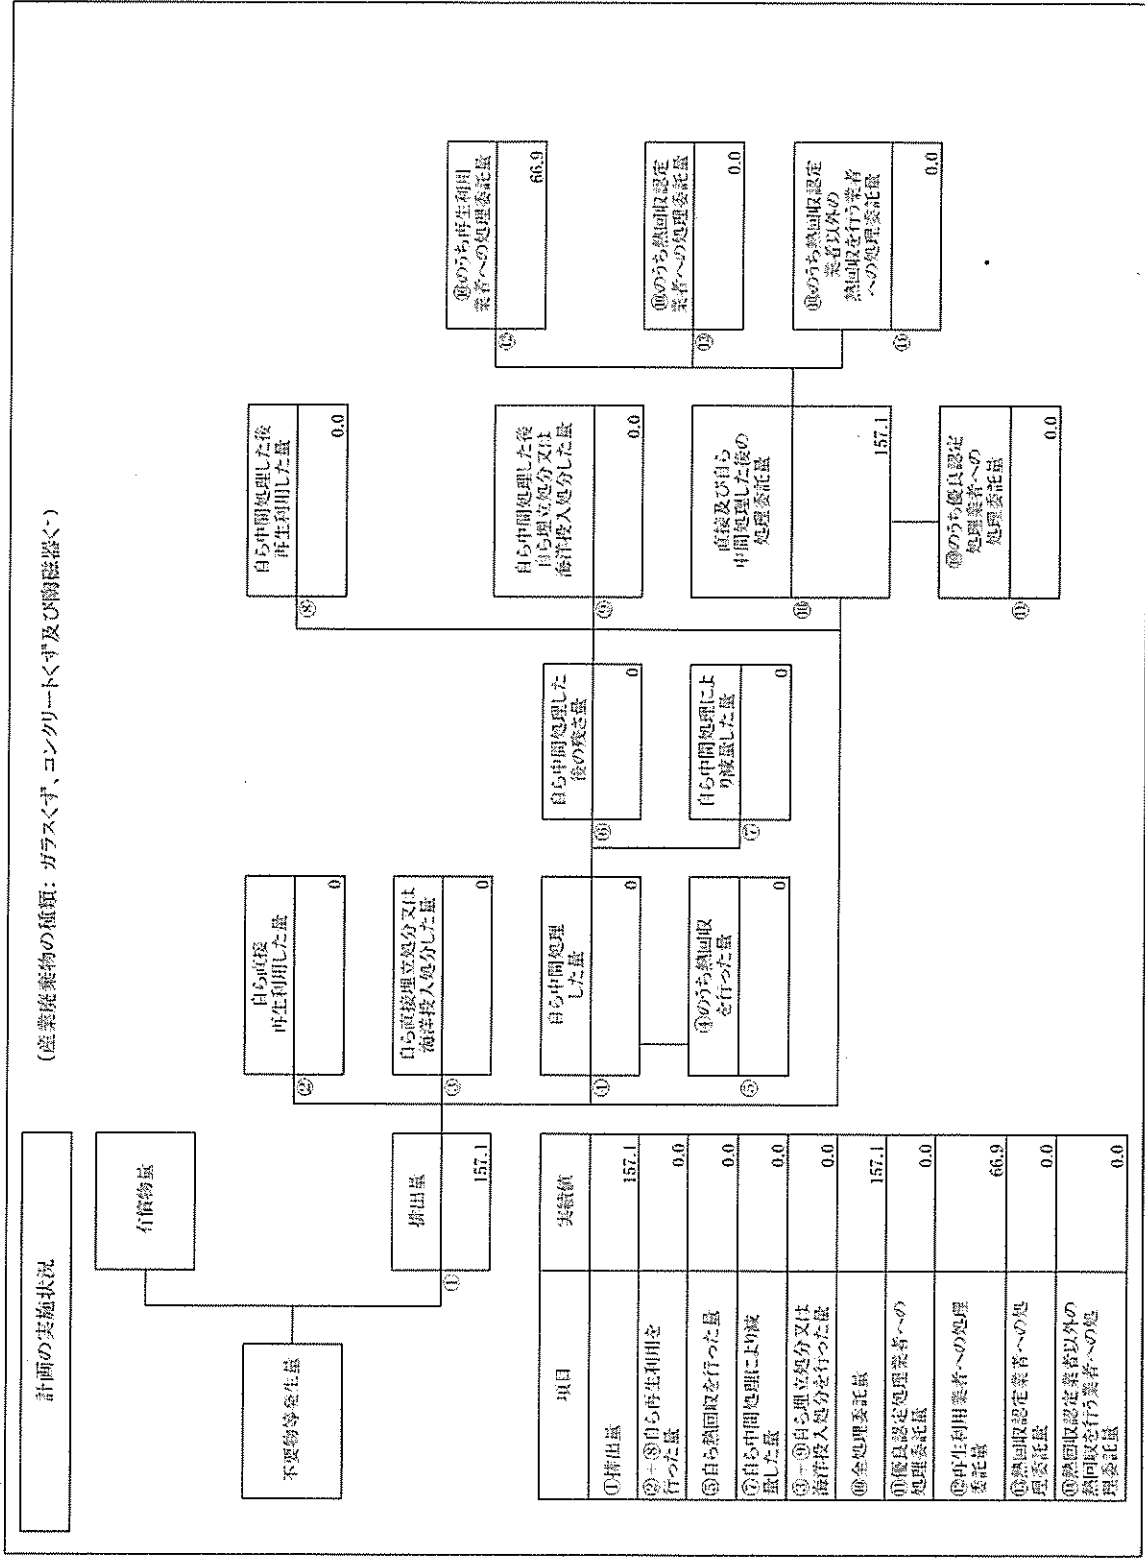 計画の実施状況
(産業廃棄物の種類: ガラスくず、コンクリートくず及び陶磁器くず)
不要物等発生量
有償物量
①
排出量
157.1
②
自ら直接
再生利用した量
0
③
自ら直接埋立処分又は
海洋投入処分した量
0
④
自ら中間処理
した量
0
⑤
④のうち熱回収
を行った量
0
⑥
自ら中間処理した
後の残さ量
0
⑦
自ら中間処理によ
り減量した量
0
⑧
自ら中間処理した後
再生利用した量
0.0
⑨
自ら中間処理した後
自ら埋立処分又は
海洋投入処分した量
0.0
⑩
直接及び自ら
中間処理した後の
処理委託量
157.1
⑪
⑩のうち優良認定
処理業者への
処理委託量
0.0
⑫
⑩のうち再生利用
業者への処理委託量
66.9
⑬
⑩のうち熱回収認定
業者への処理委託量
0.0
⑭
⑩のうち熱回収認定
業者以外の
熱回収を行う業者
への処理委託量
0.0
項目
実績値
①排出量
157.1
②+⑧自ら再生利用を
行った量
0.0
⑤自ら熱回収を行った量
0.0
⑦自ら中間処理により減
量した量
0.0
③+⑨自ら埋立処分又は
海洋投入処分を行った量
0.0
⑩全処理委託量
157.1
⑪優良認定処理業者への
処理委託量
0.0
⑫再生利用業者への処理
委託量
66.9
⑬熱回収認定業者への処
理委託量
0.0
⑭熱回収認定業者以外の
熱回収を行う業者への処
理委託量
0.0